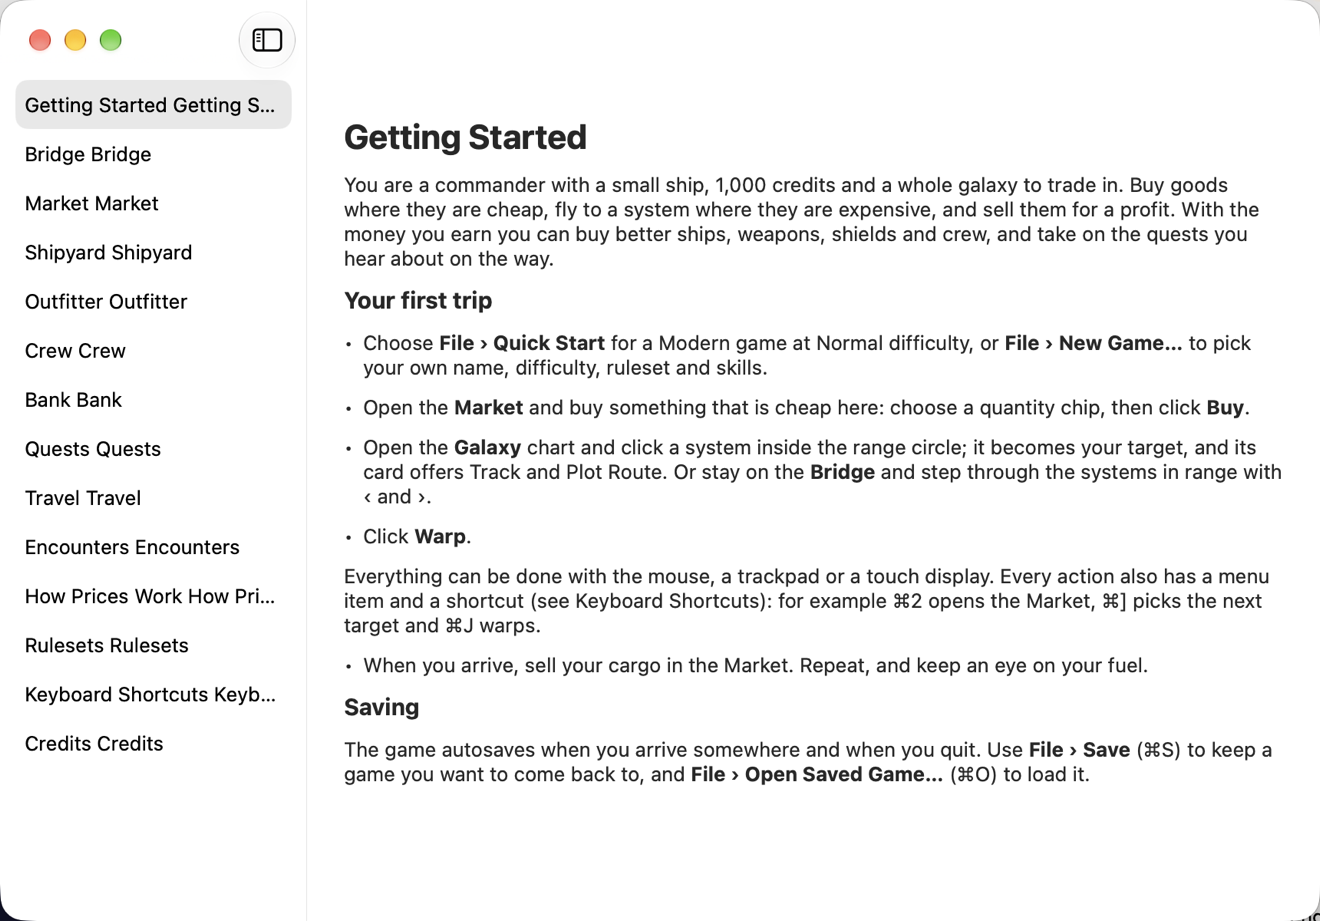 Getting Started Getting S...
Bridge Bridge
Market Market
Shipyard Shipyard
Outfitter Outfitter
Crew Crew
Bank Bank
Quests Quests
Travel Travel
Encounters Encounters
How Prices Work How Pri...
Rulesets Rulesets
Keyboard Shortcuts Keyb...
Credits Credits
Getting Started
You are a commander with a small ship, 1,000 credits and a whole galaxy to trade in. Buy goods
where they are cheap, fly to a system where they are expensive, and sell them for a profit. With the
money you earn you can buy better ships, weapons, shields and crew, and take on the quests you
hear about on the way.
Your first trip
• Choose File › Quick Start for a Modern game at Normal difficulty, or File › New Game... to pick
your own name, difficulty, ruleset and skills.
• Open the Market and buy something that is cheap here: choose a quantity chip, then click Buy.
• Open the Galaxy chart and click a system inside the range circle; it becomes your target, and its
card offers Track and Plot Route. Or stay on the Bridge and step through the systems in range with
‹ and ›.
• Click Warp.
Everything can be done with the mouse, a trackpad or a touch display. Every action also has a menu
item and a shortcut (see Keyboard Shortcuts): for example ⌘2 opens the Market, ⌘] picks the next
target and ⌘J warps.
• When you arrive, sell your cargo in the Market. Repeat, and keep an eye on your fuel.
Saving
The game autosaves when you arrive somewhere and when you quit. Use File › Save (⌘S) to keep a
game you want to come back to, and File › Open Saved Game... (⌘O) to load it.